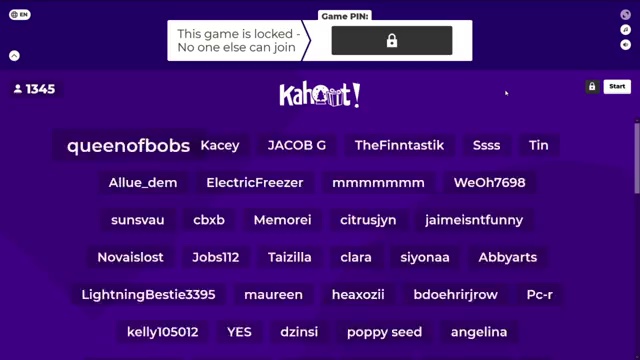 EN
Game PIN:
This game is locked -
No one else can join
1345
Kahoot!
Start
queenofbobs Kacey JACOB G TheFinntastik Ssss Tin
Allue_dem ElectricFreezer mmmmmmm WeOh7698
sunsvau cbxb Memorei citrusjyn jaimeisntfunny
Novaislost Jobs112 Taizilla clara siyonaa Abbyarts
LightningBestie3395 maureen heaxozii bdoehrirjrow Pc-r
kelly105012 YES dzinsi poppy seed angelina